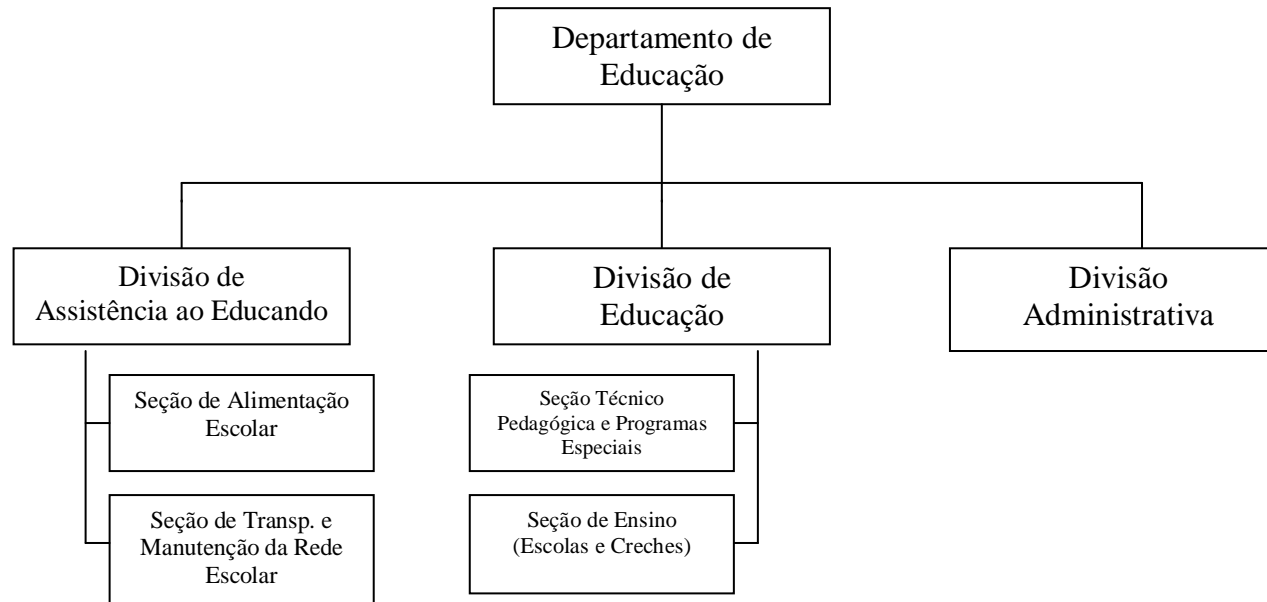 Departamento de
Educação
Divisão de
Assistência ao Educando
Divisão de
Educação
Divisão
Administrativa
Seção de Alimentação
Escolar
Seção Técnico
Pedagógica e Programas
Especiais
Seção de Transp. e
Manutenção da Rede
Escolar
Seção de Ensino
(Escolas e Creches)